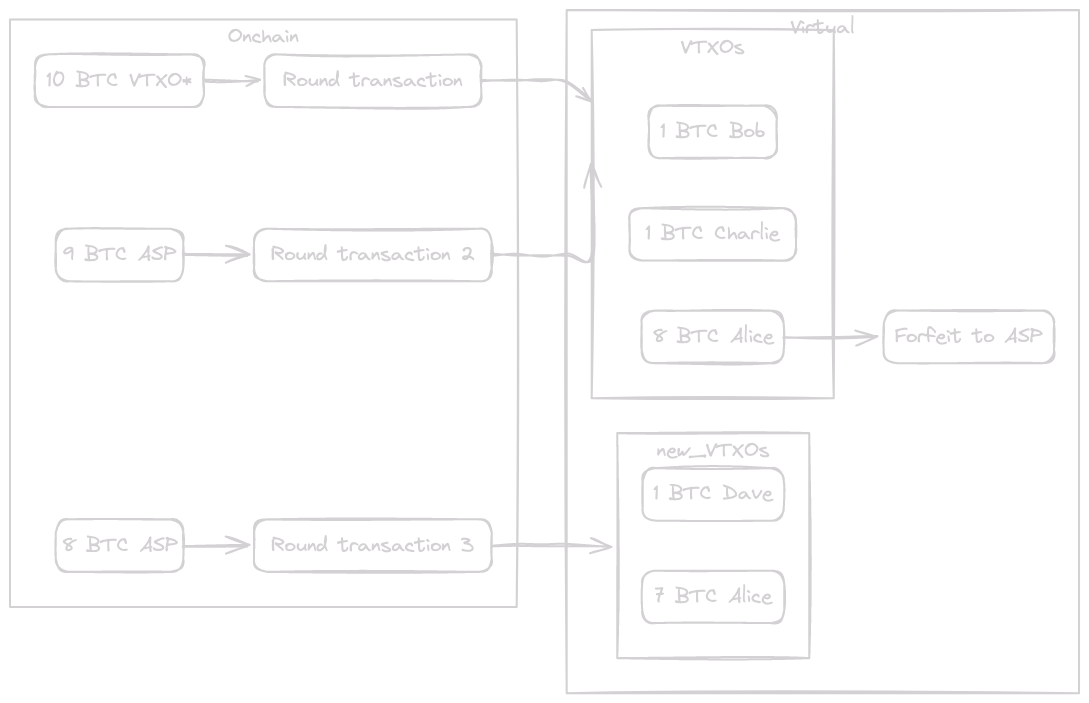 Onchain
10 BTC VTXO*
Round transaction
9 BTC ASP
Round transaction 2
8 BTC ASP
Round transaction 3
Virtual
VTXOs
1 BTC Bob
1 BTC Charlie
8 BTC Alice
Forfeit to ASP
new_VTXOs
1 BTC Dave
7 BTC Alice